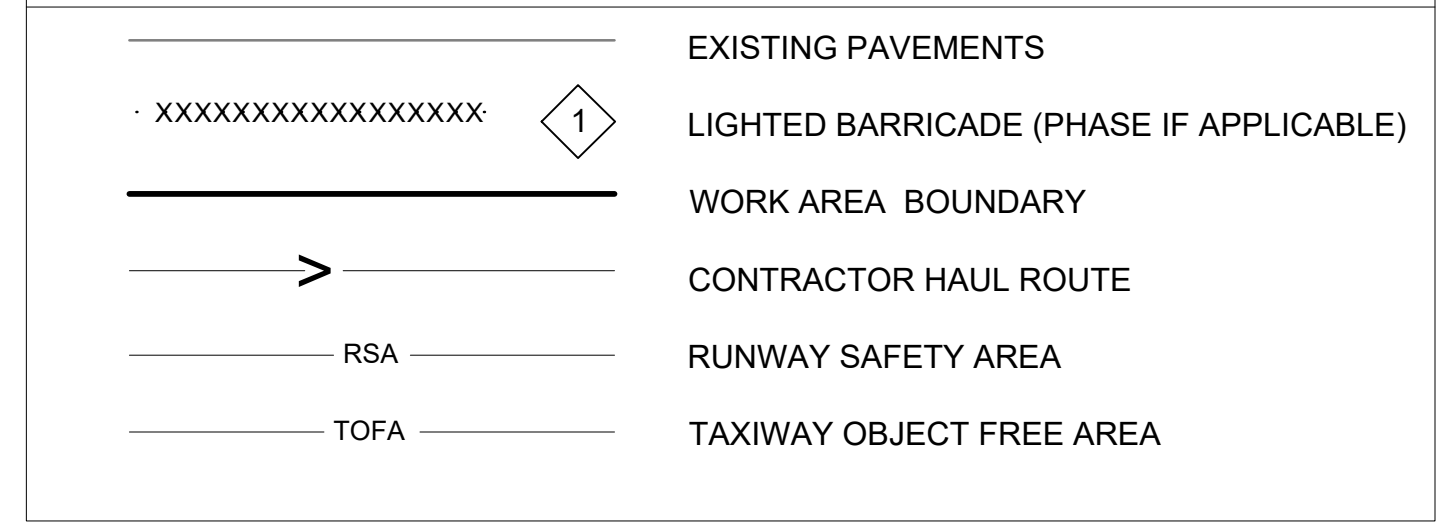 EXISTING PAVEMENTS
XXXXXXXXXXXXXXXXX 1 LIGHTED BARRICADE (PHASE IF APPLICABLE)
WORK AREA BOUNDARY
> CONTRACTOR HAUL ROUTE
RSA RUNWAY SAFETY AREA
TOFA TAXIWAY OBJECT FREE AREA